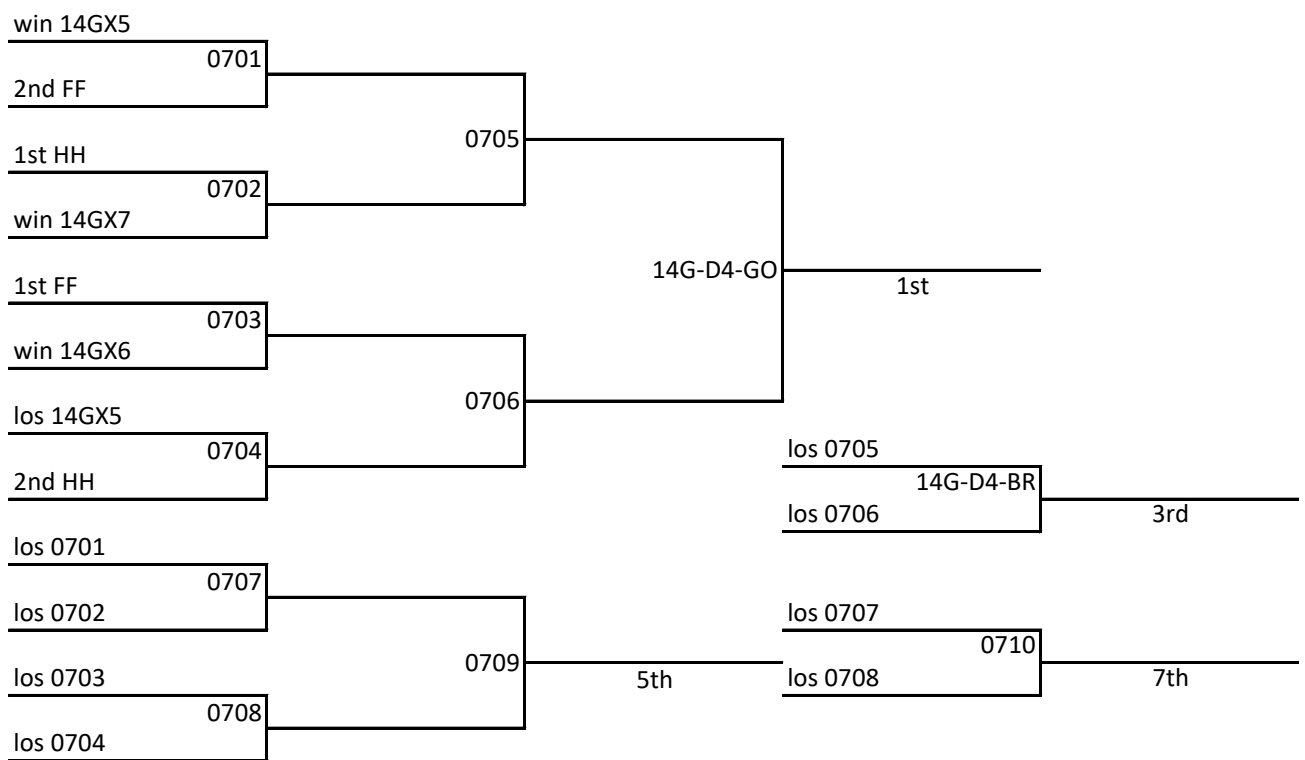 win 14GX5
0701
2nd FF
0705
1st HH
0702
win 14GX7
14G-D4-GO
1st
1st FF
0703
win 14GX6
0706
los 14GX5
0704
2nd HH
los 0705
14G-D4-BR
los 0706
3rd
los 0701
0707
los 0702
0709
5th
los 0703
0708
los 0704
los 0707
0710
los 0708
7th